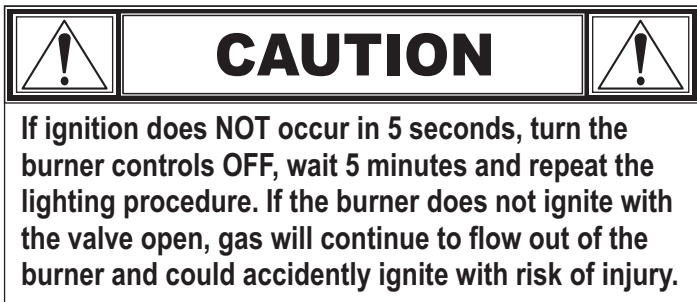 CAUTION
If ignition does NOT occur in 5 seconds, turn the
burner controls OFF, wait 5 minutes and repeat the
lighting procedure. If the burner does not ignite with
the valve open, gas will continue to flow out of the
burner and could accidently ignite with risk of injury.